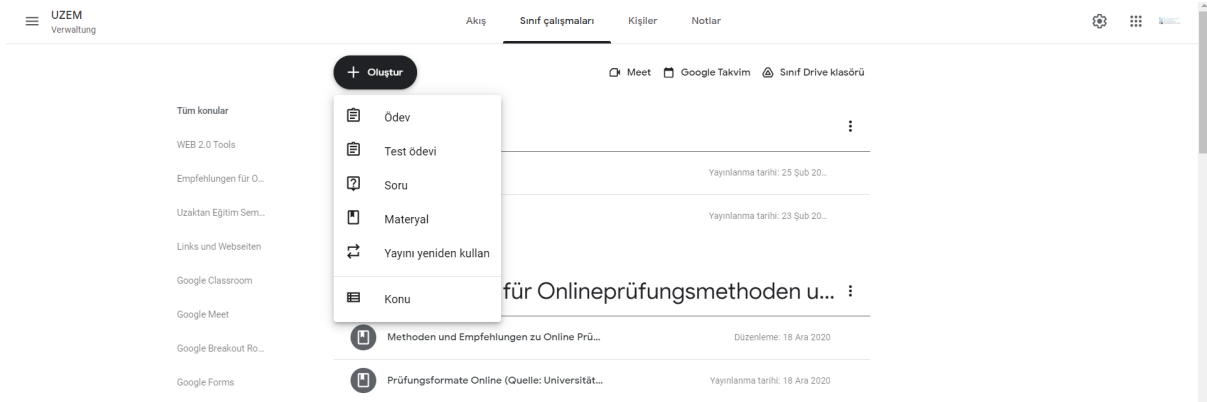 UZEM
Verwaltung
Akış Sınıf çalışmaları Kişiler Notlar
Oluştur
Meet Google Takvim Sınıf Drive klasörü
Tüm konular
WEB 2.0 Tools
Empfehlungen für O...
Uzaktan Eğitim Sem...
Links und Webseiten
Google Classroom
Google Meet
Google Breakout Ro...
Google Forms
Ödev
Test ödevi
Soru
Materyal
Yayını yeniden kullan
Konu
Yayınlanma tarihi: 25 Şub 20...
Yayınlanma tarihi: 23 Şub 20...
für Onlineprüfungsmethoden u...
Methoden und Empfehlungen zu Online Prü... Düzenleme: 18 Ara 2020
Prüfungsformate Online (Quelle: Universität... Yayınlanma tarihi: 18 Ara 2020